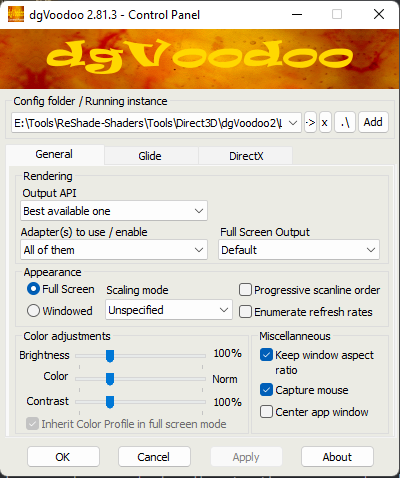 dgVoodoo 2.81.3 - Control Panel
dgVoodoo
Config folder / Running instance
E:\Tools\ReShade-Shaders\Tools\Direct3D\dgVoodoo2\
-> x .\ Add
General Glide DirectX
Rendering
Output API
Best available one
Adapter(s) to use / enable Full Screen Output
All of them Default
Appearance
Full Screen Scaling mode Progressive scanline order
Windowed Unspecified Enumerate refresh rates
Color adjustments Miscellaneous
Brightness 100% Keep window aspect
ratio
Color Norm Capture mouse
Contrast 100% Center app window
Inherit Color Profile in full screen mode
OK Cancel Apply About